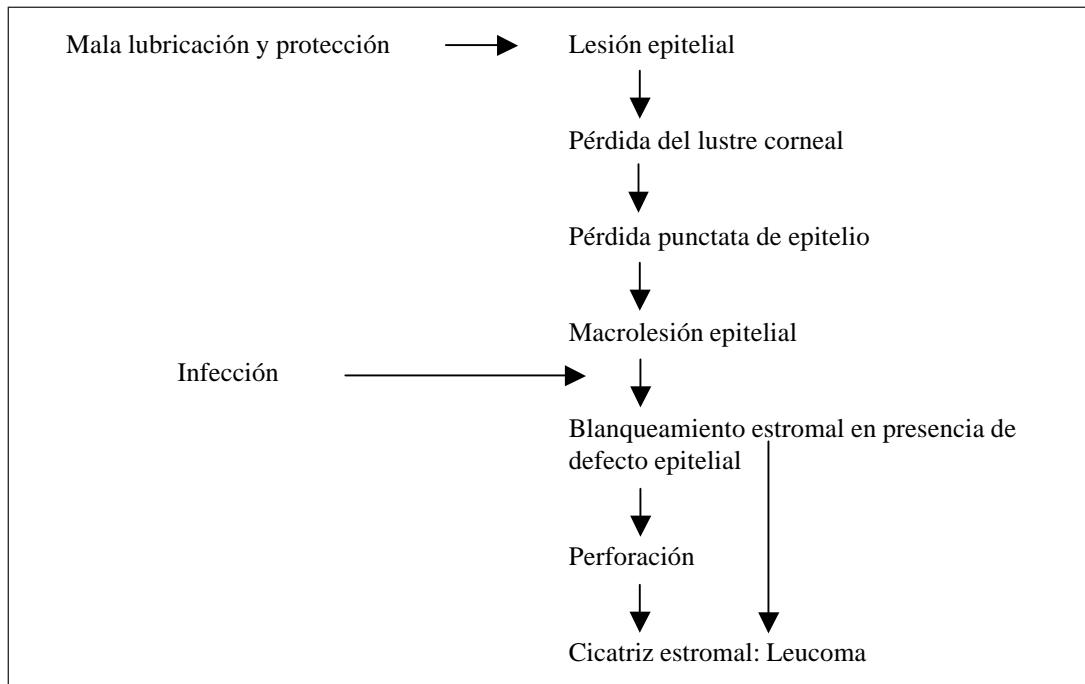 Mala lubricación y protección
Lesión epitelial
Pérdida del lustre corneal
Pérdida punctata de epitelio
Macrolesión epitelial
Infección
Blanqueamiento estromal en presencia de
defecto epitelial
Perforación
Cicatriz estromal: Leucoma